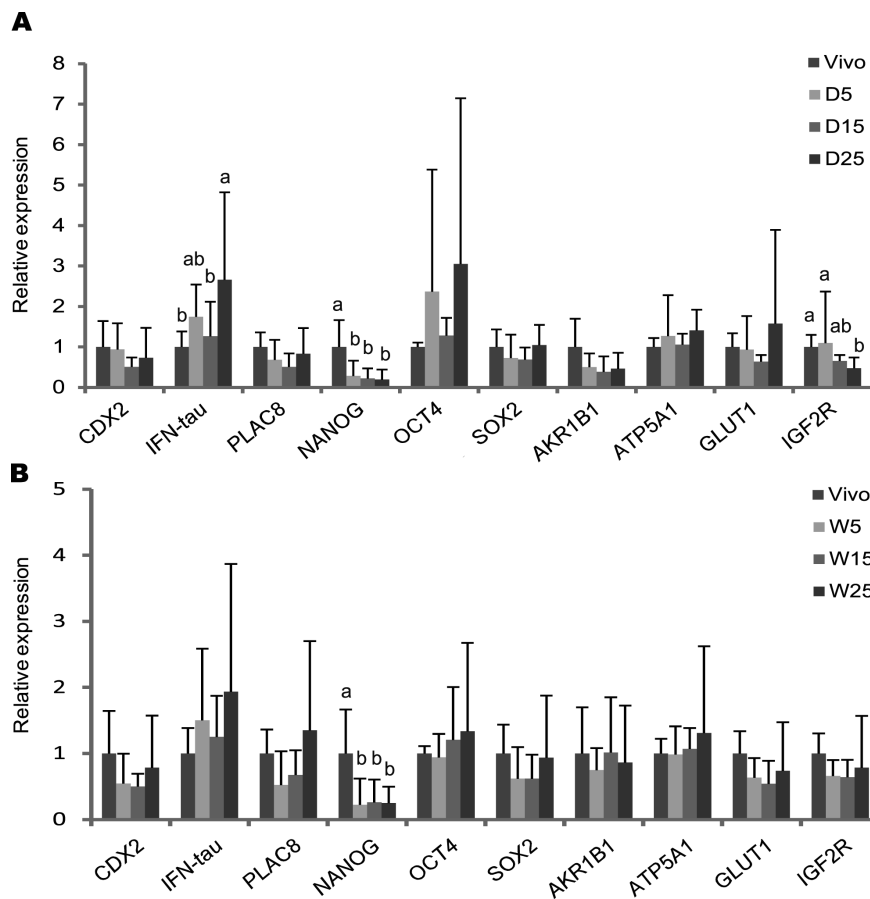 A
Relative expression
8
7
6
5
4
3
2
1
0
Vivo
D5
D15
D25
b
ab
b
a
a
b
b
b
a
a
ab
b
CDX2
IFN-tau
PLAC8
NANOG
OCT4
SOX2
AKR1B1
ATP5A1
GLUT1
IGF2R
B
Relative expression
5
4
3
2
1
0
Vivo
W5
W15
W25
a
b
b
b
CDX2
IFN-tau
PLAC8
NANOG
OCT4
SOX2
AKR1B1
ATP5A1
GLUT1
IGF2R